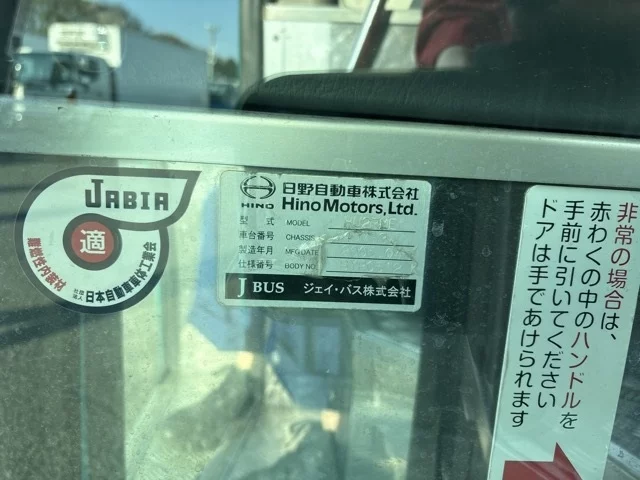 JABIA
適
難燃性内装材
社団法人 日本自動車車体工業会
HINO
日野自動車株式会社
Hino Motors, Ltd.
型式 MODEL
車台番号 CHASSIS
製造年月 MFG DATE
仕様番号 BODY NO
J BUS ジェイ・バス株式会社
非常の場合は、
赤わくの中のハンドルを
手前に引いてください
ドアは手であけられます